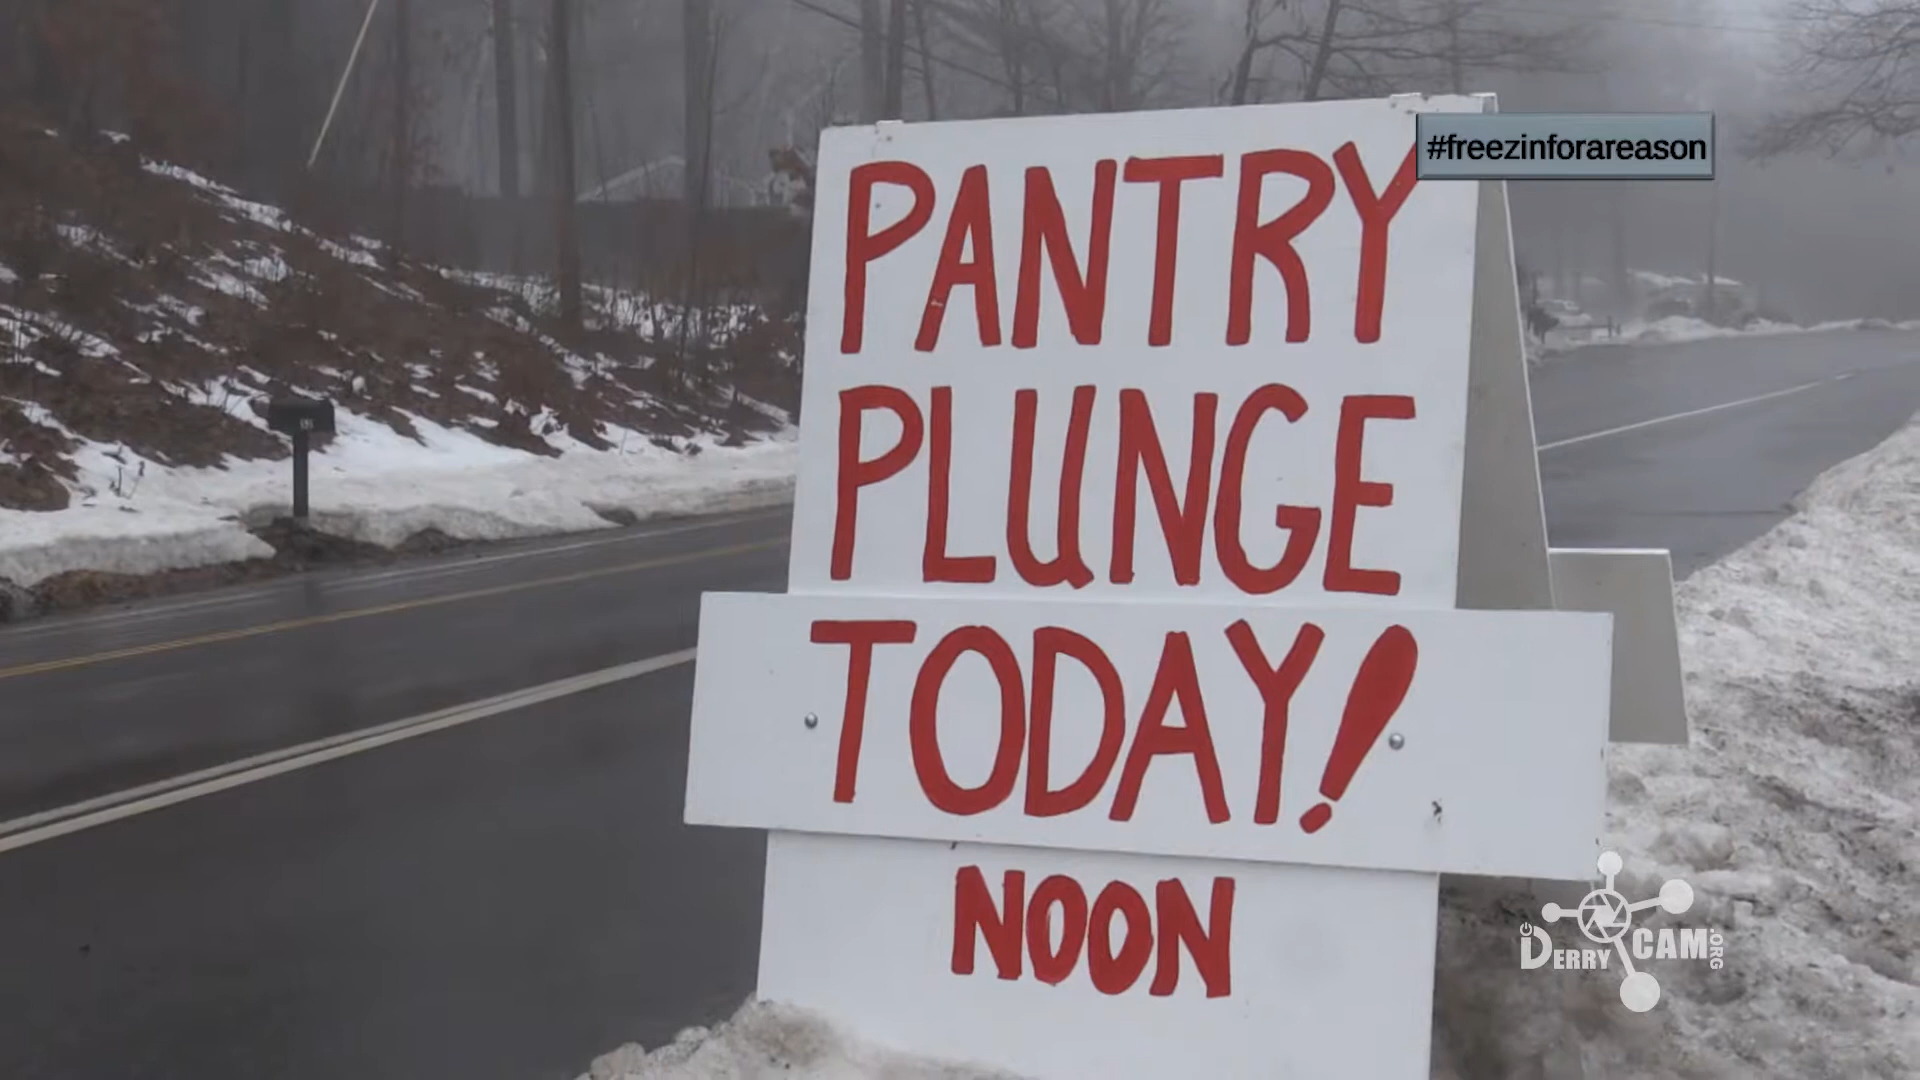 #freezinforareason
PANTRY
PLUNGE
TODAY!
NOON
DERRY CAM .ORG